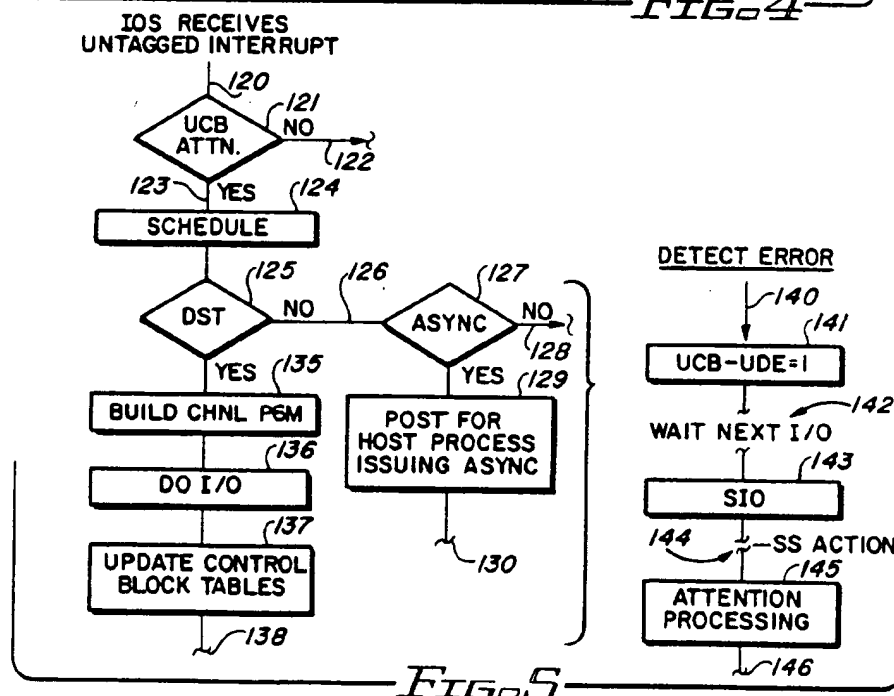 FIG. 4
IOS RECEIVES
UNTAGGED INTERRUPT
120
121
UCB
ATTN.
NO
122
123
YES
124
SCHEDULE
125
126
127
DST
NO
ASYNC
NO
128
YES
135
YES
129
BUILD CHNL PGM
POST FOR
HOST PROCESS
ISSUING ASYNC
136
DO I/O
137
UPDATE CONTROL
BLOCK TABLES
130
138
DETECT ERROR
140
141
UCB-UDE=1
142
WAIT NEXT I/O
143
SIO
144
SS ACTION
145
ATTENTION
PROCESSING
146
FIG. 5